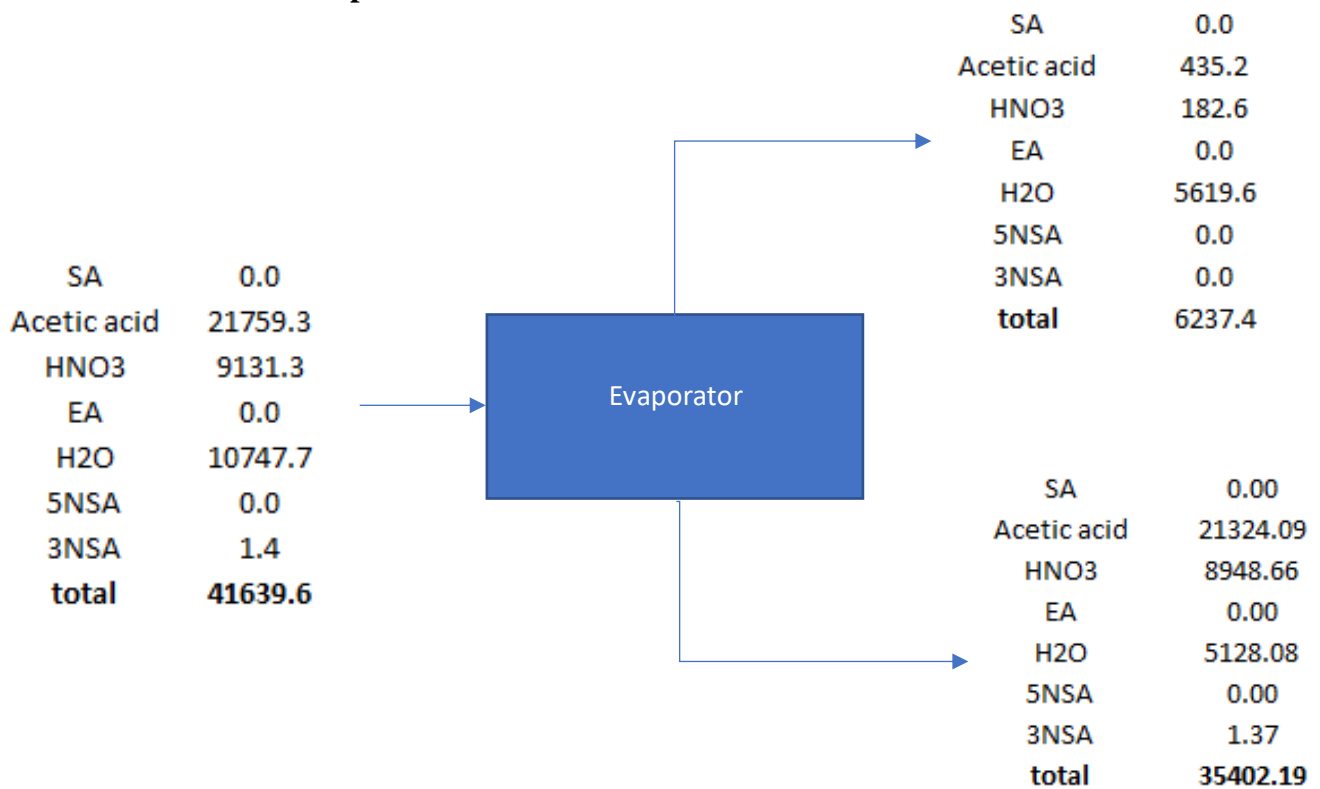 SA 0.0
Acetic acid 435.2
HNO3 182.6
EA 0.0
H2O 5619.6
5NSA 0.0
3NSA 0.0
total 6237.4
SA 0.0
Acetic acid 21759.3
HNO3 9131.3
EA 0.0
H2O 10747.7
5NSA 0.0
3NSA 1.4
total 41639.6
Evaporator
SA 0.00
Acetic acid 21324.09
HNO3 8948.66
EA 0.00
H2O 5128.08
5NSA 0.00
3NSA 1.37
total 35402.19